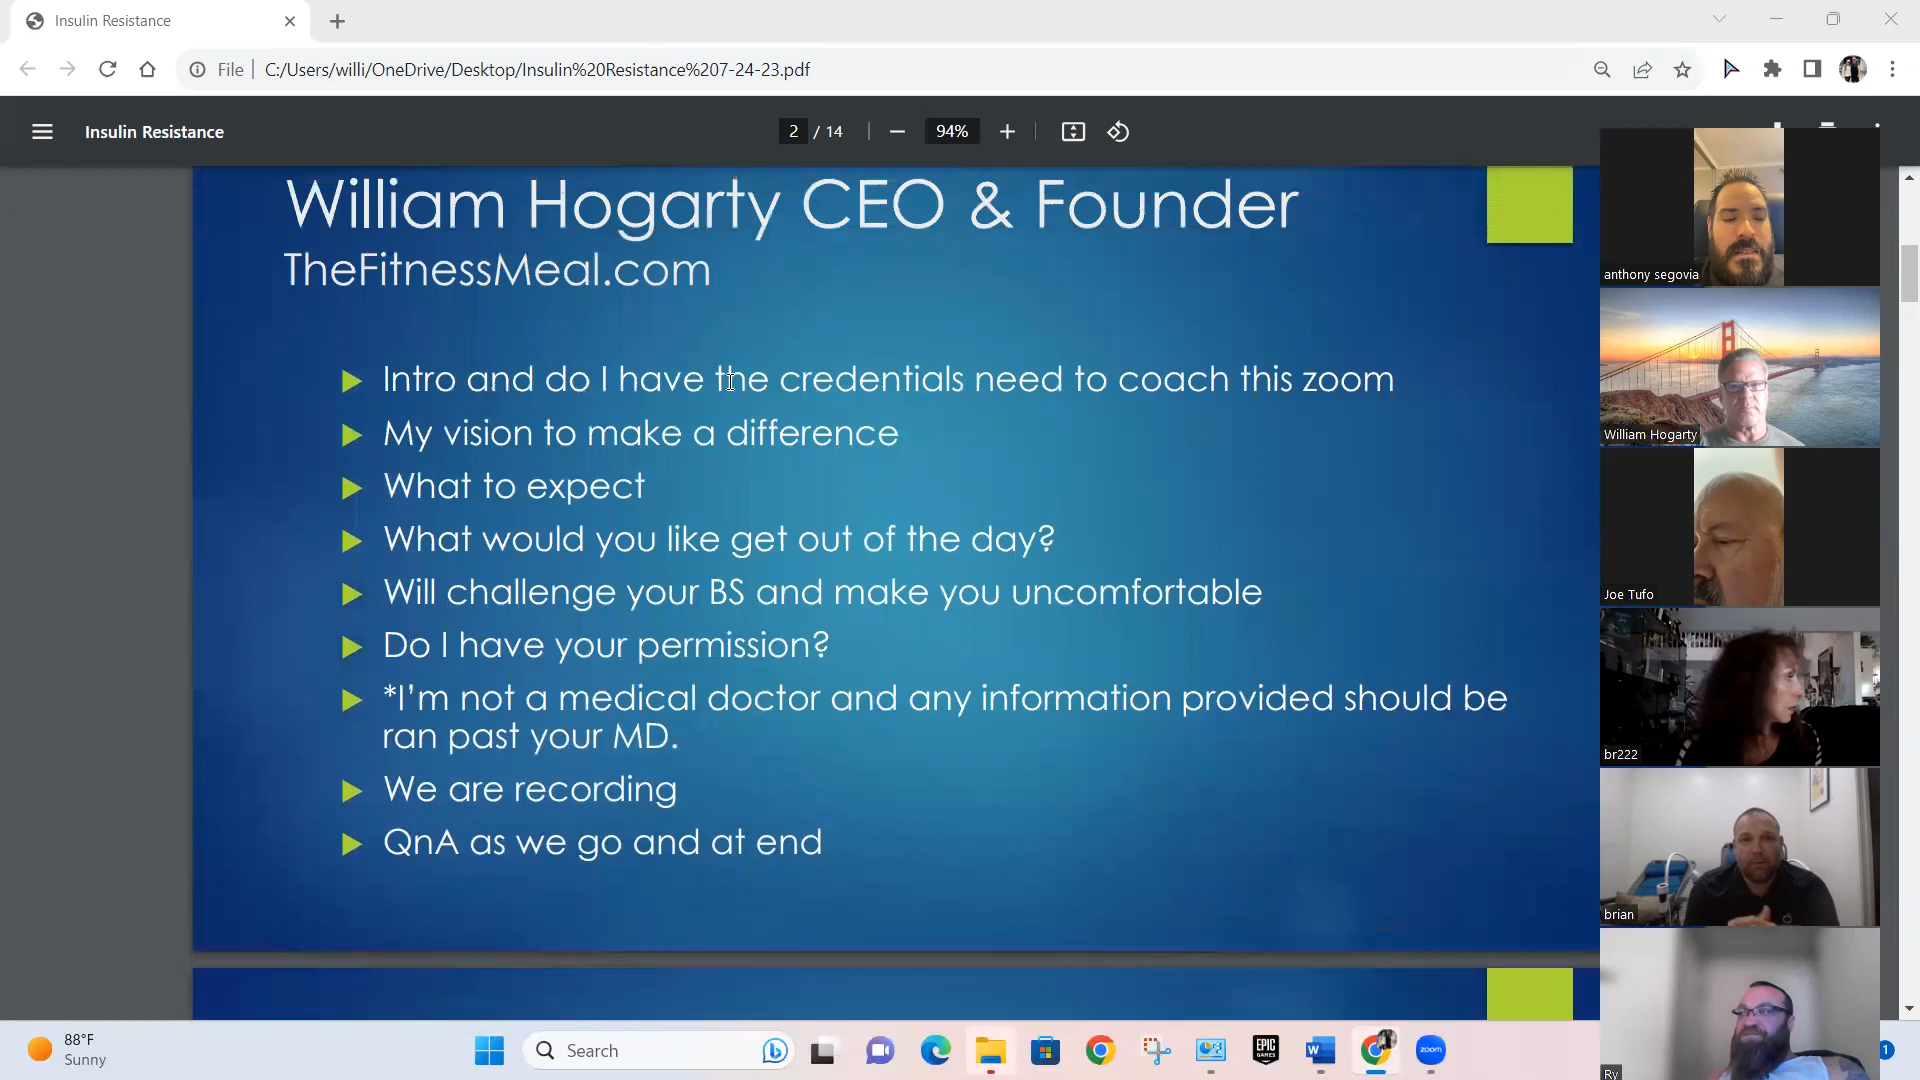 Insulin Resistance
File
C:/Users/willi/OneDrive/Desktop/Insulin%20Resistance%207-24-23.pdf
Insulin Resistance
2 / 14
94%
William Hogarty CEO & Founder
TheFitnessMeal.com
Intro and do I have the credentials need to coach this zoom
My vision to make a difference
What to expect
What would you like get out of the day?
Will challenge your BS and make you uncomfortable
Do I have your permission?
*I'm not a medical doctor and any information provided should be
ran past your MD.
We are recording
QnA as we go and at end
anthony segovia
William Hogarty
Joe Tufo
br222
brian
Ry
88°F
Sunny
Search
EPIC
GAMES
W
zoom
1